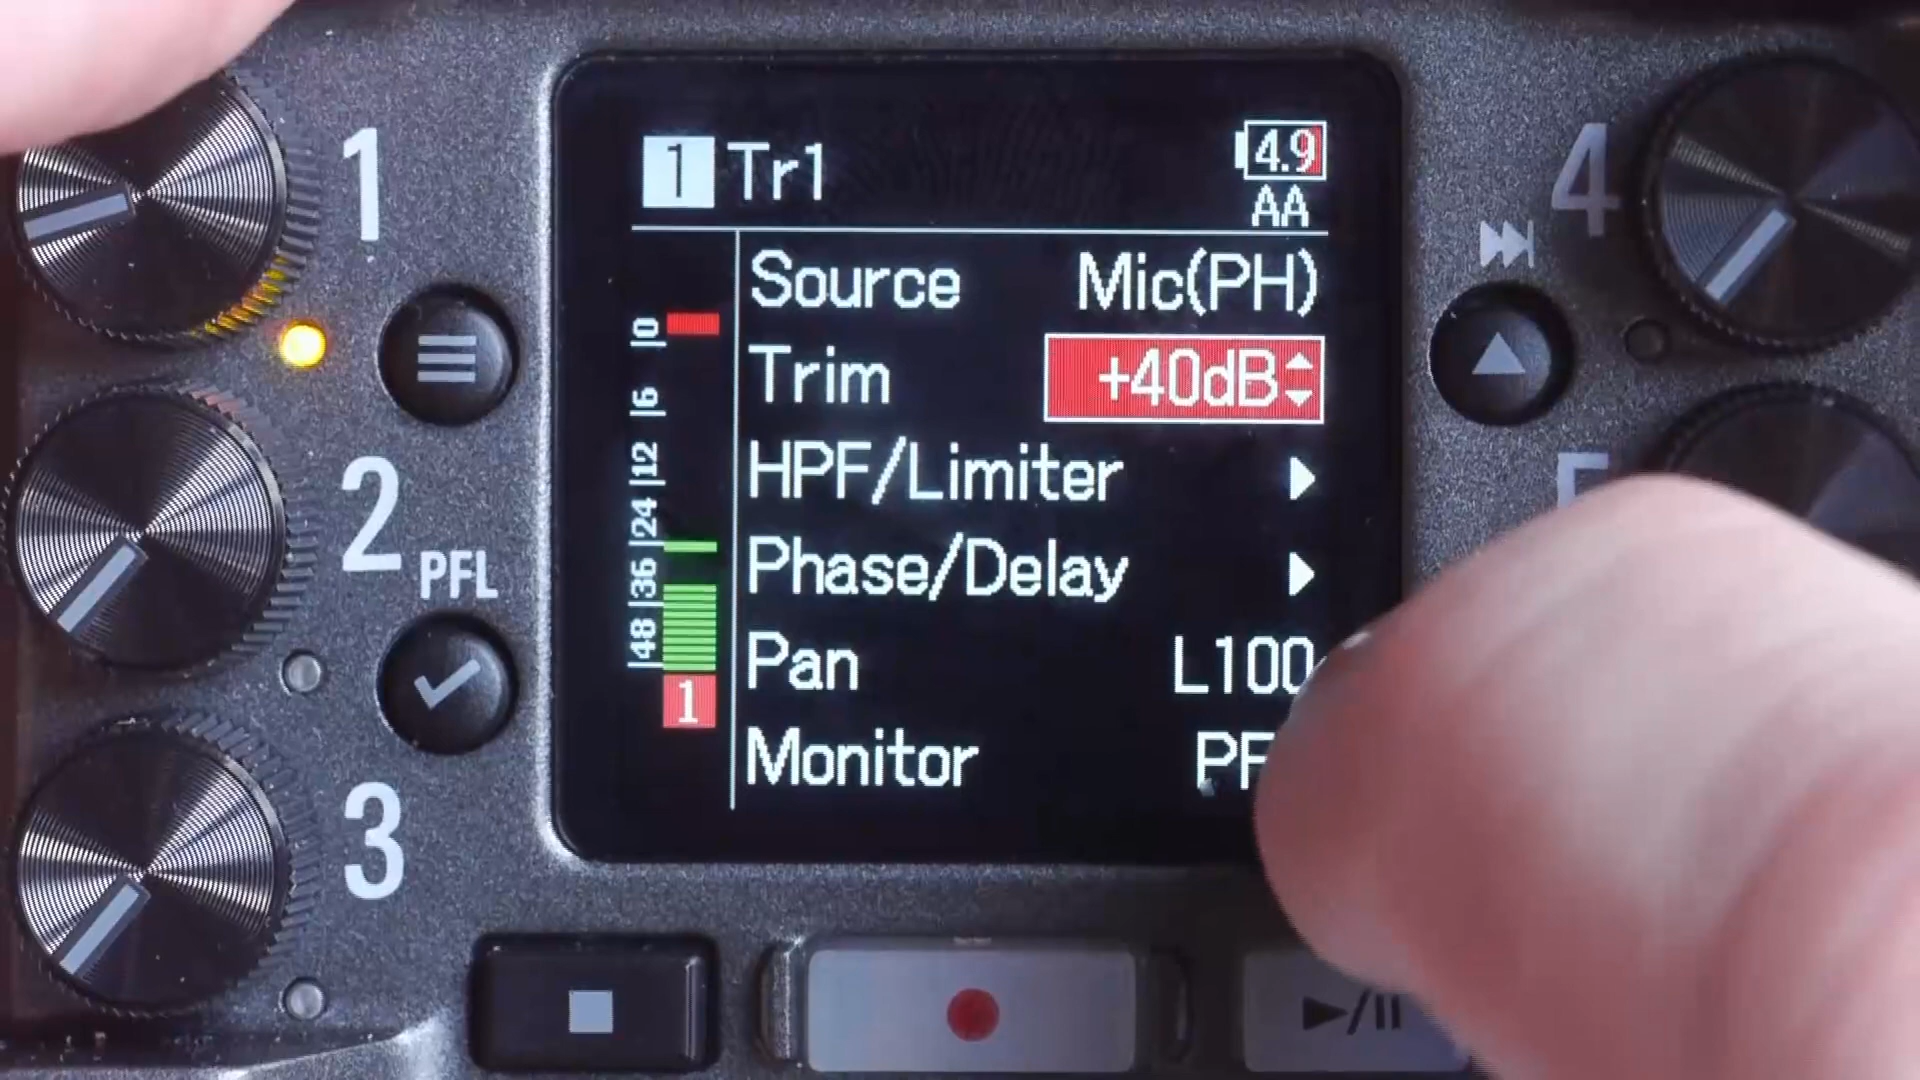 1 Tr1
4.9
AA
Source Mic(PH)
Trim +40dB
HPF/Limiter
Phase/Delay
Pan L100
Monitor
0
6
12
24
36
48
1
1
2
PFL
3
4